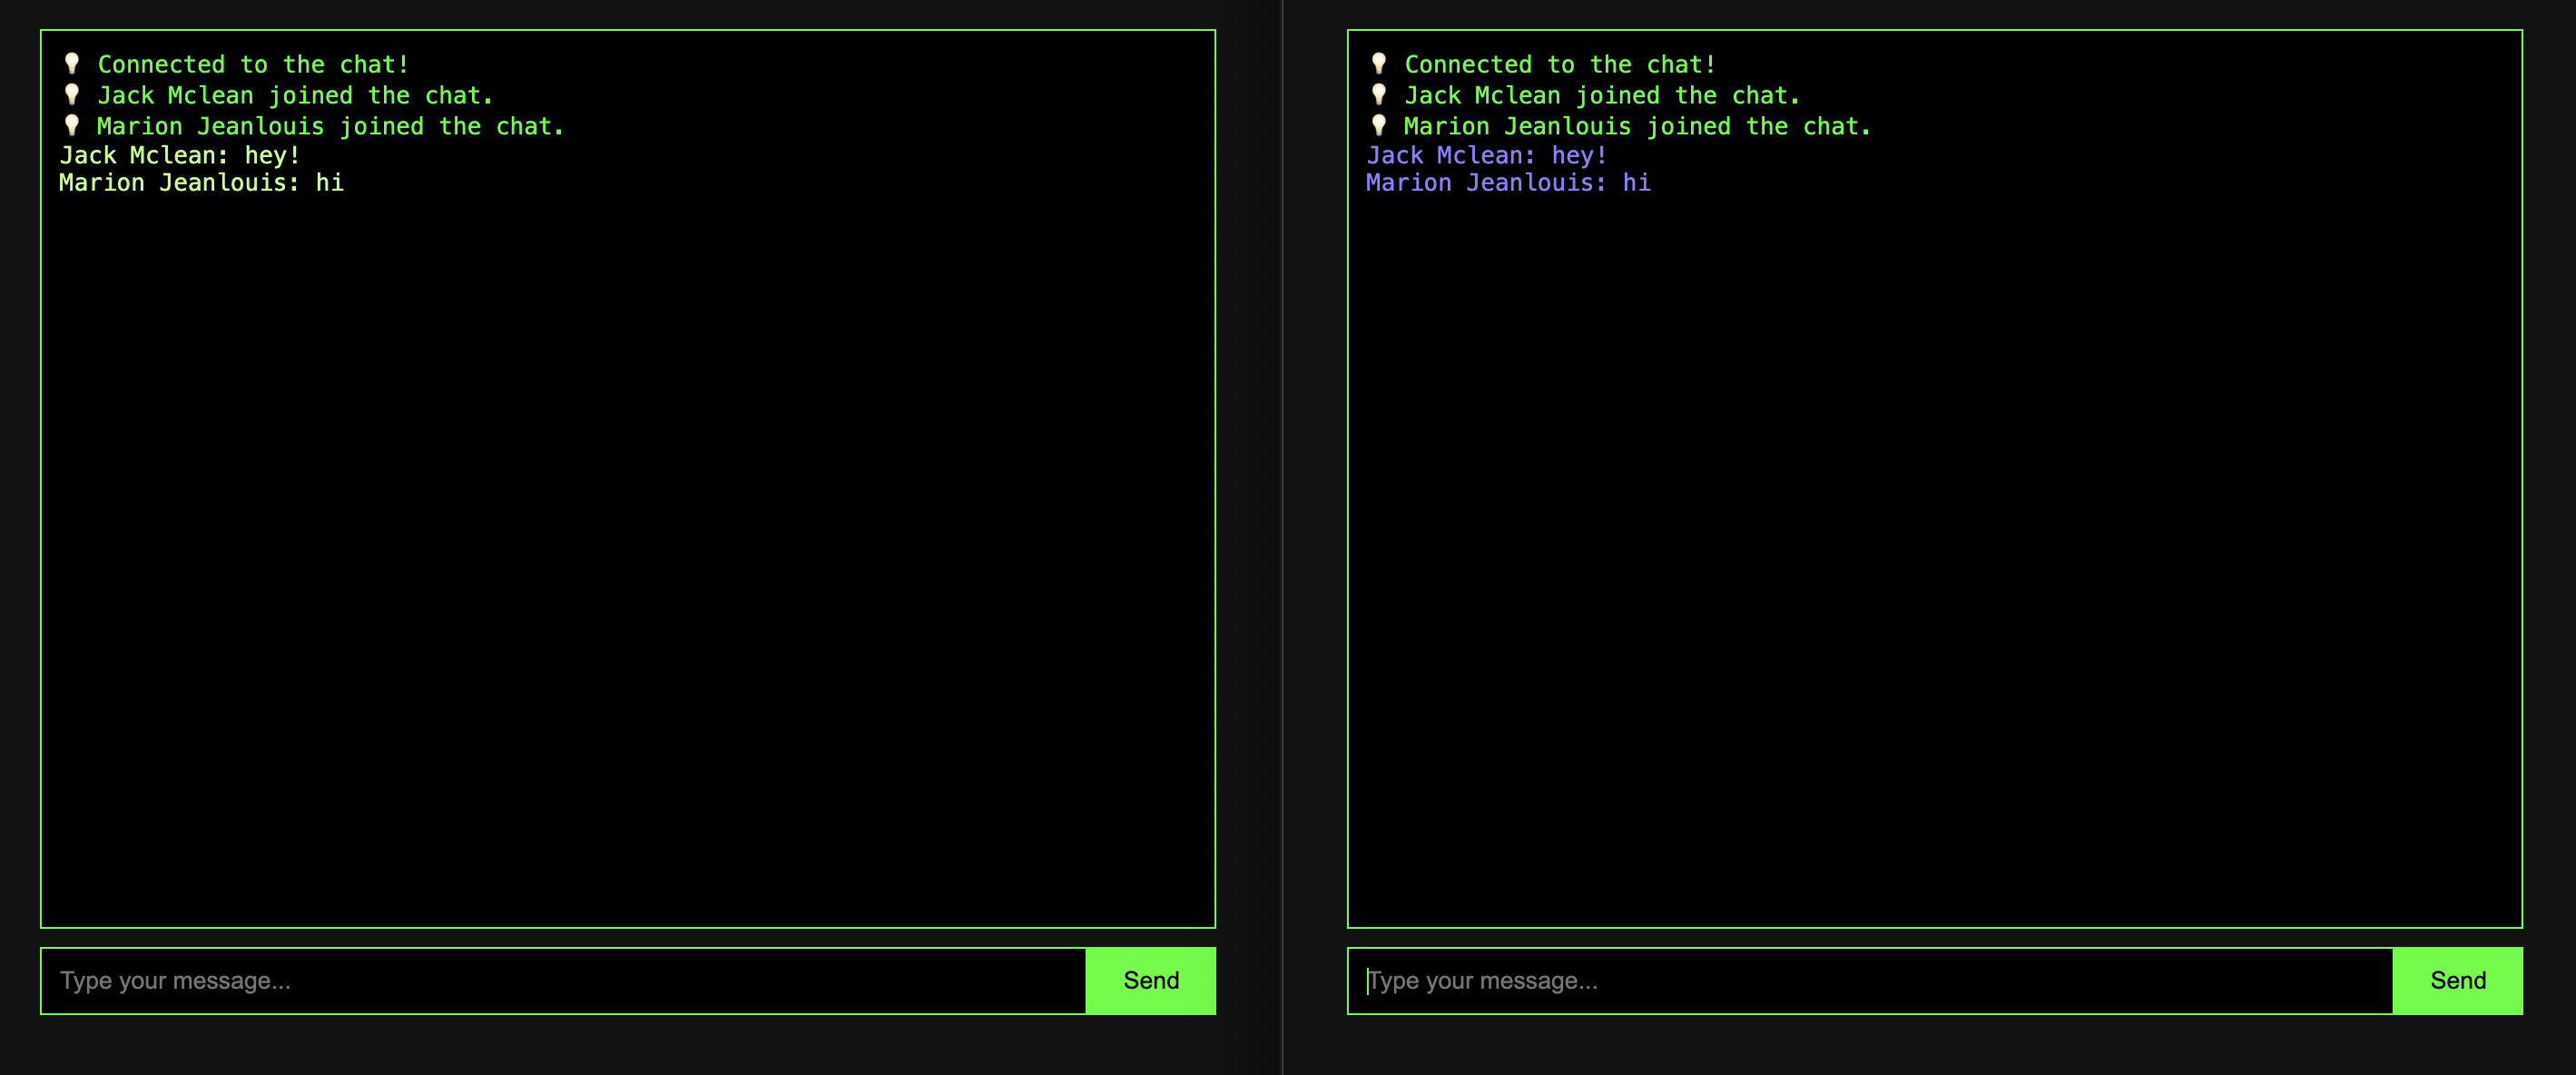 💡 Connected to the chat!
💡 Jack Mclean joined the chat.
💡 Marion Jeanlouis joined the chat.
Jack Mclean: hey!
Marion Jeanlouis: hi
Type your message...
Send
💡 Connected to the chat!
💡 Jack Mclean joined the chat.
💡 Marion Jeanlouis joined the chat.
Jack Mclean: hey!
Marion Jeanlouis: hi
Type your message...
Send